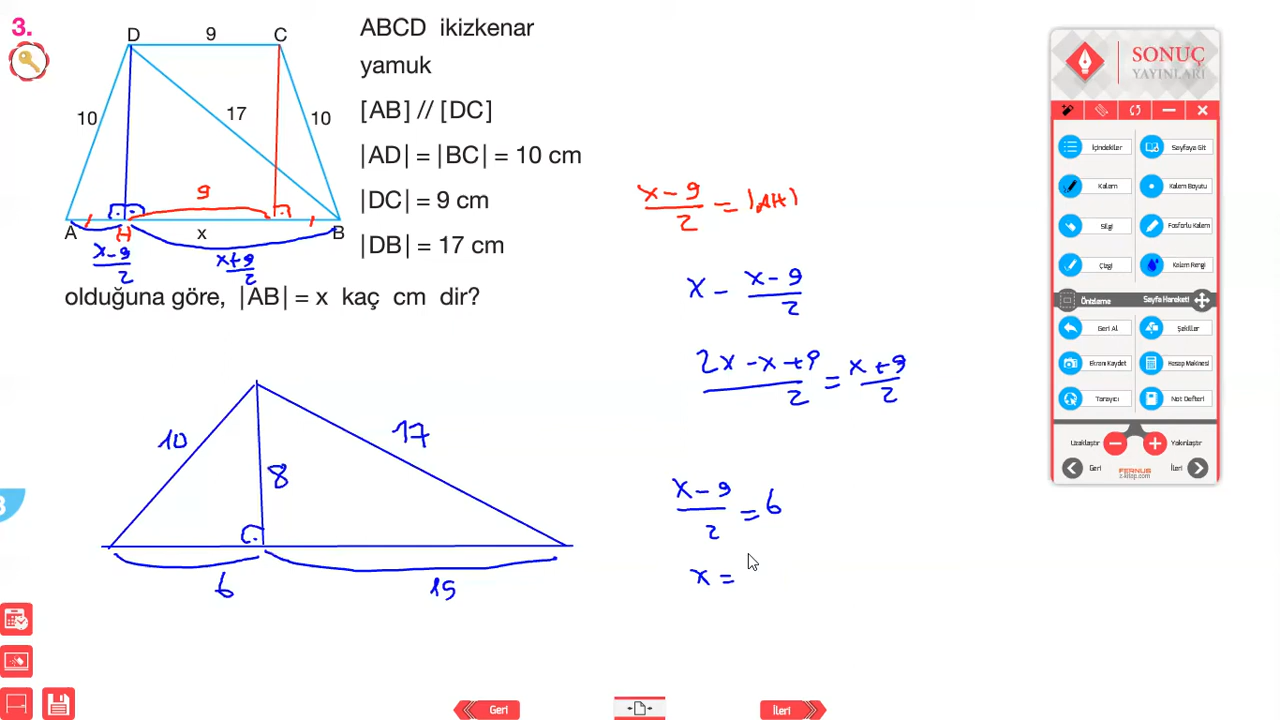 3.
D 9 C
10 17 10
9
A H x B
x-9/2 x+9/2
ABCD ikizkenar
yamuk
[AB] // [DC]
|AD| = |BC| = 10 cm
|DC| = 9 cm
|DB| = 17 cm
olduğuna göre, |AB| = x kaç cm dir?
x-9/2 = |AH|
x - x-9/2
2x-x+9/2 = x+9/2
10 17
8
6 15
x-9/2 = 6
x =
SONUÇ
YAYINLARI
İçindekiler
Sayfaya Git
Kalem
Kalem Boyutu
Silgi
Fosforlu Kalem
Çizgi
Kalem Rengi
Önizleme
Sayfa Hareketi
Geri Al
Şekiller
Ekranı Kaydet
Hesap Makinesi
Tarayıcı
Not Defteri
Uzaklaştır
Yakınlaştır
Geri
FERNUS
z-kitap.com
İleri
Geri
İleri